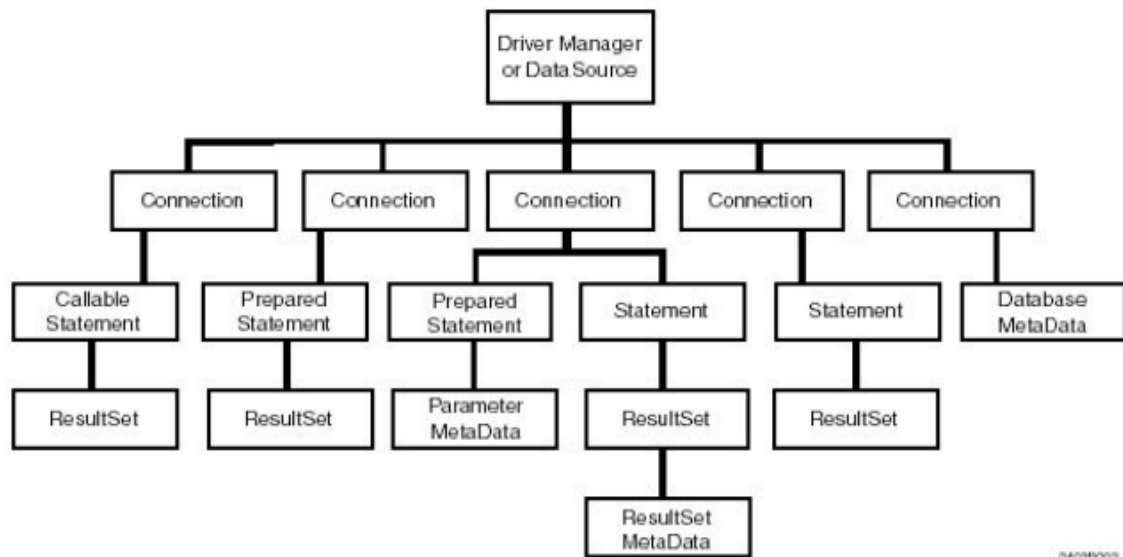 Driver Manager
or DataSource
Connection
Connection
Connection
Connection
Connection
Callable
Statement
Prepared
Statement
Prepared
Statement
Statement
Statement
Database
MetaData
ResultSet
ResultSet
Parameter
MetaData
ResultSet
ResultSet
ResultSet
MetaData